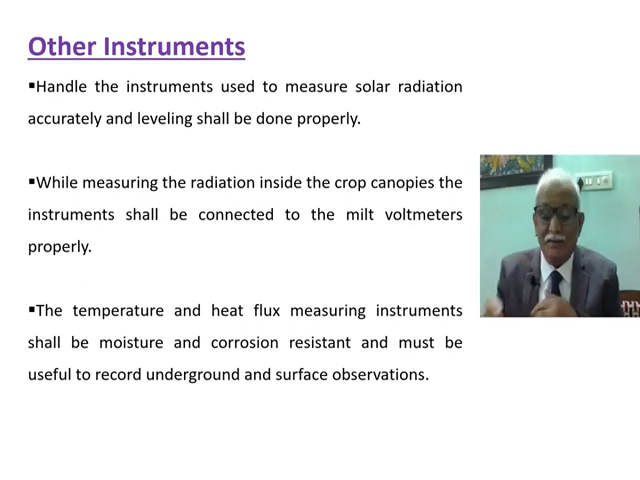 Other Instruments
▪Handle the instruments used to measure solar radiation
accurately and leveling shall be done properly.
▪While measuring the radiation inside the crop canopies the
instruments shall be connected to the milt voltmeters
properly.
▪The temperature and heat flux measuring instruments
shall be moisture and corrosion resistant and must be
useful to record underground and surface observations.